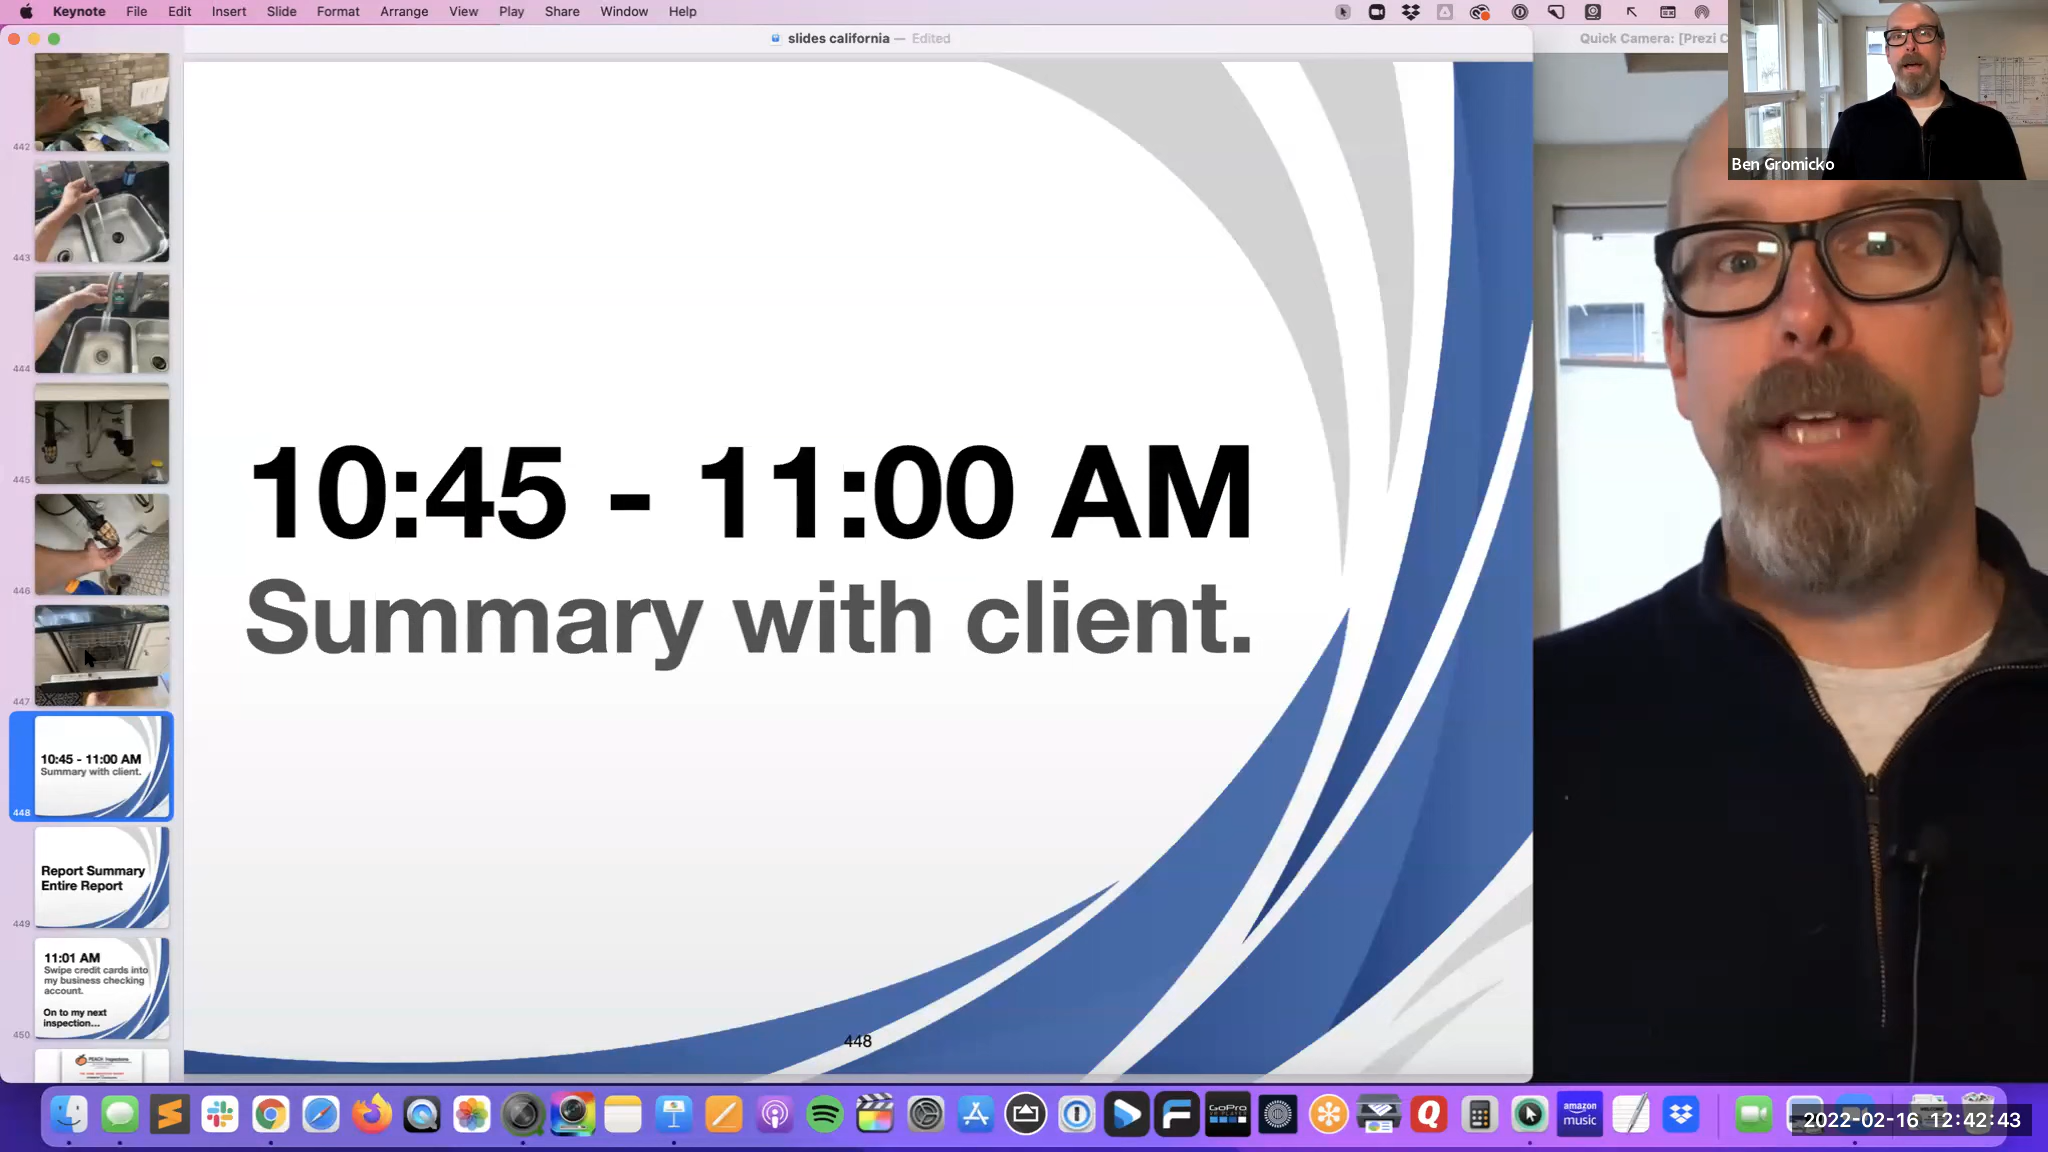 Keynote File Edit Insert Slide Format Arrange View Play Share Window Help
slides california — Edited
Quick Camera: [Prezi C
Ben Gromicko
442
443
444
445
446
447
10:45 - 11:00 AM
Summary with client.
448
Report Summary
Entire Report
449
11:01 AM
Swipe credit cards into
my business checking
account.
On to my next
inspection...
450
PEACH Inspections
10:45 - 11:00 AM
Summary with client.
448
GoPro
amazon
music
2022-02-16 12:42:43